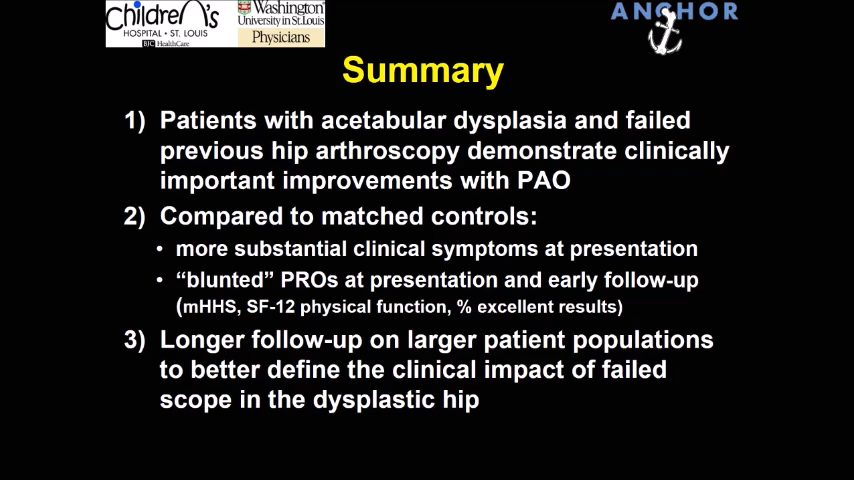 Children's
HOSPITAL • ST. LOUIS
BJC HealthCare
Washington
University in St. Louis
Physicians
ANCHOR
Summary
1) Patients with acetabular dysplasia and failed
previous hip arthroscopy demonstrate clinically
important improvements with PAO
2) Compared to matched controls:
• more substantial clinical symptoms at presentation
• “blunted” PROs at presentation and early follow-up
(mHHS, SF-12 physical function, % excellent results)
3) Longer follow-up on larger patient populations
to better define the clinical impact of failed
scope in the dysplastic hip